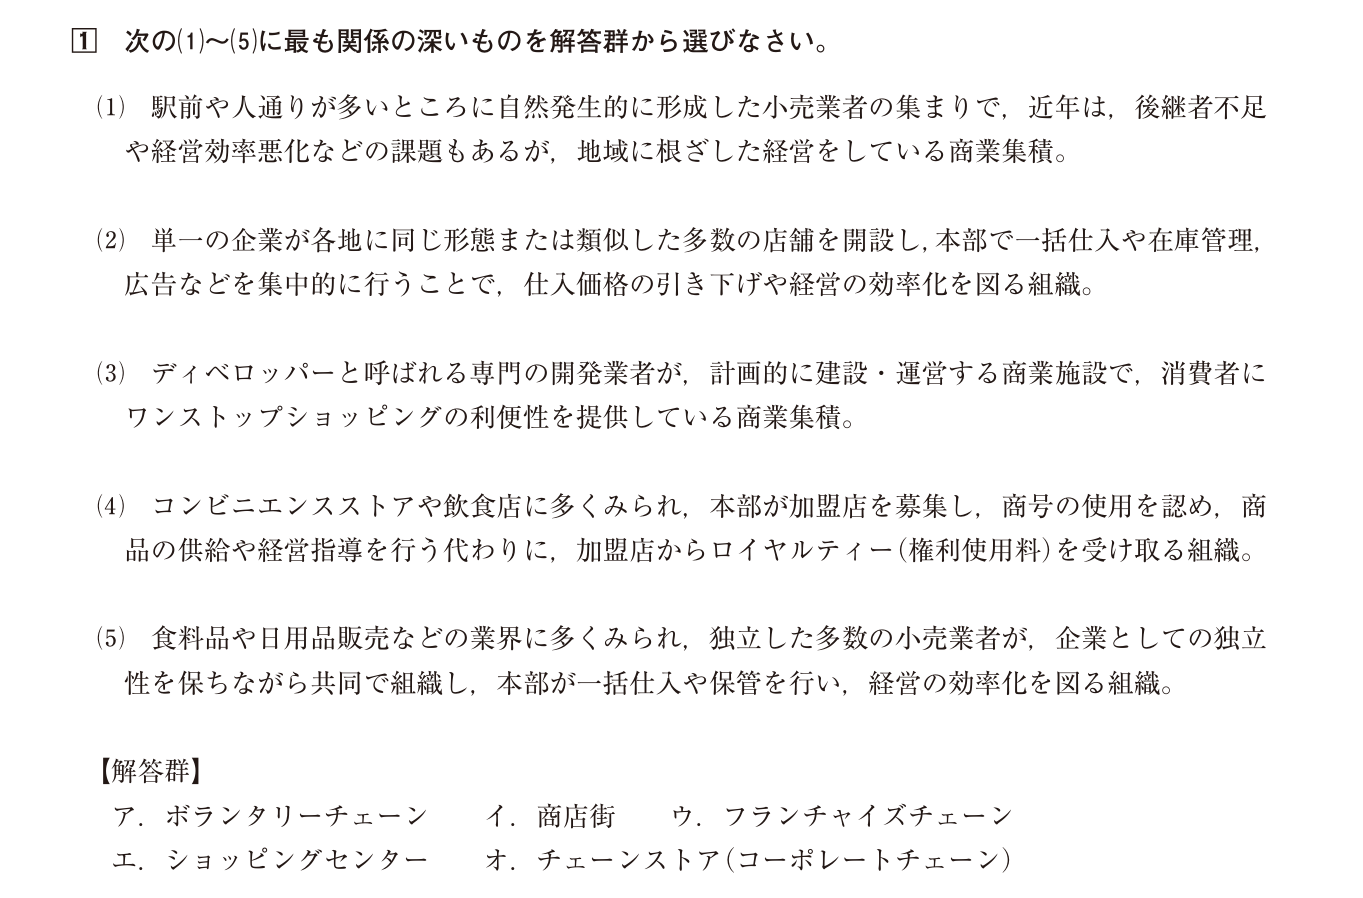 1　次の(1)～(5)に最も関係の深いものを解答群から選びなさい。
(1)　駅前や人通りが多いところに自然発生的に形成した小売業者の集まりで，近年は，後継者不足
や経営効率悪化などの課題もあるが，地域に根ざした経営をしている商業集積。
(2)　単一の企業が各地に同じ形態または類似した多数の店舗を開設し，本部で一括仕入や在庫管理，
広告などを集中的に行うことで，仕入価格の引き下げや経営の効率化を図る組織。
(3)　ディベロッパーと呼ばれる専門の開発業者が，計画的に建設・運営する商業施設で，消費者に
ワンストップショッピングの利便性を提供している商業集積。
(4)　コンビニエンスストアや飲食店に多くみられ，本部が加盟店を募集し，商号の使用を認め，商
品の供給や経営指導を行う代わりに，加盟店からロイヤルティー(権利使用料)を受け取る組織。
(5)　食料品や日用品販売などの業界に多くみられ，独立した多数の小売業者が，企業としての独立
性を保ちながら共同で組織し，本部が一括仕入や保管を行い，経営の効率化を図る組織。
【解答群】
ア．ボランタリーチェーン　　イ．商店街　　ウ．フランチャイズチェーン
エ．ショッピングセンター　　オ．チェーンストア(コーポレートチェーン)